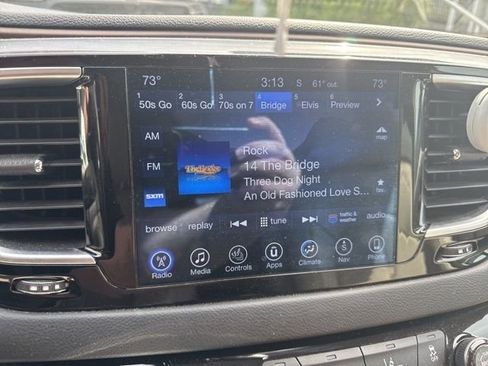 73° 3:13 S 61° out. 73°
1 50s Go 2 60s Go 3 70s on 7 4 Bridge 5 Elvis 6 Preview
AM
FM
sxm
Rock
14 The Bridge
Three Dog Night
An Old Fashioned Love S...
map
fav.
browse replay tune traffic & weather audio
Radio Media Controls Apps Climate Nav Phone